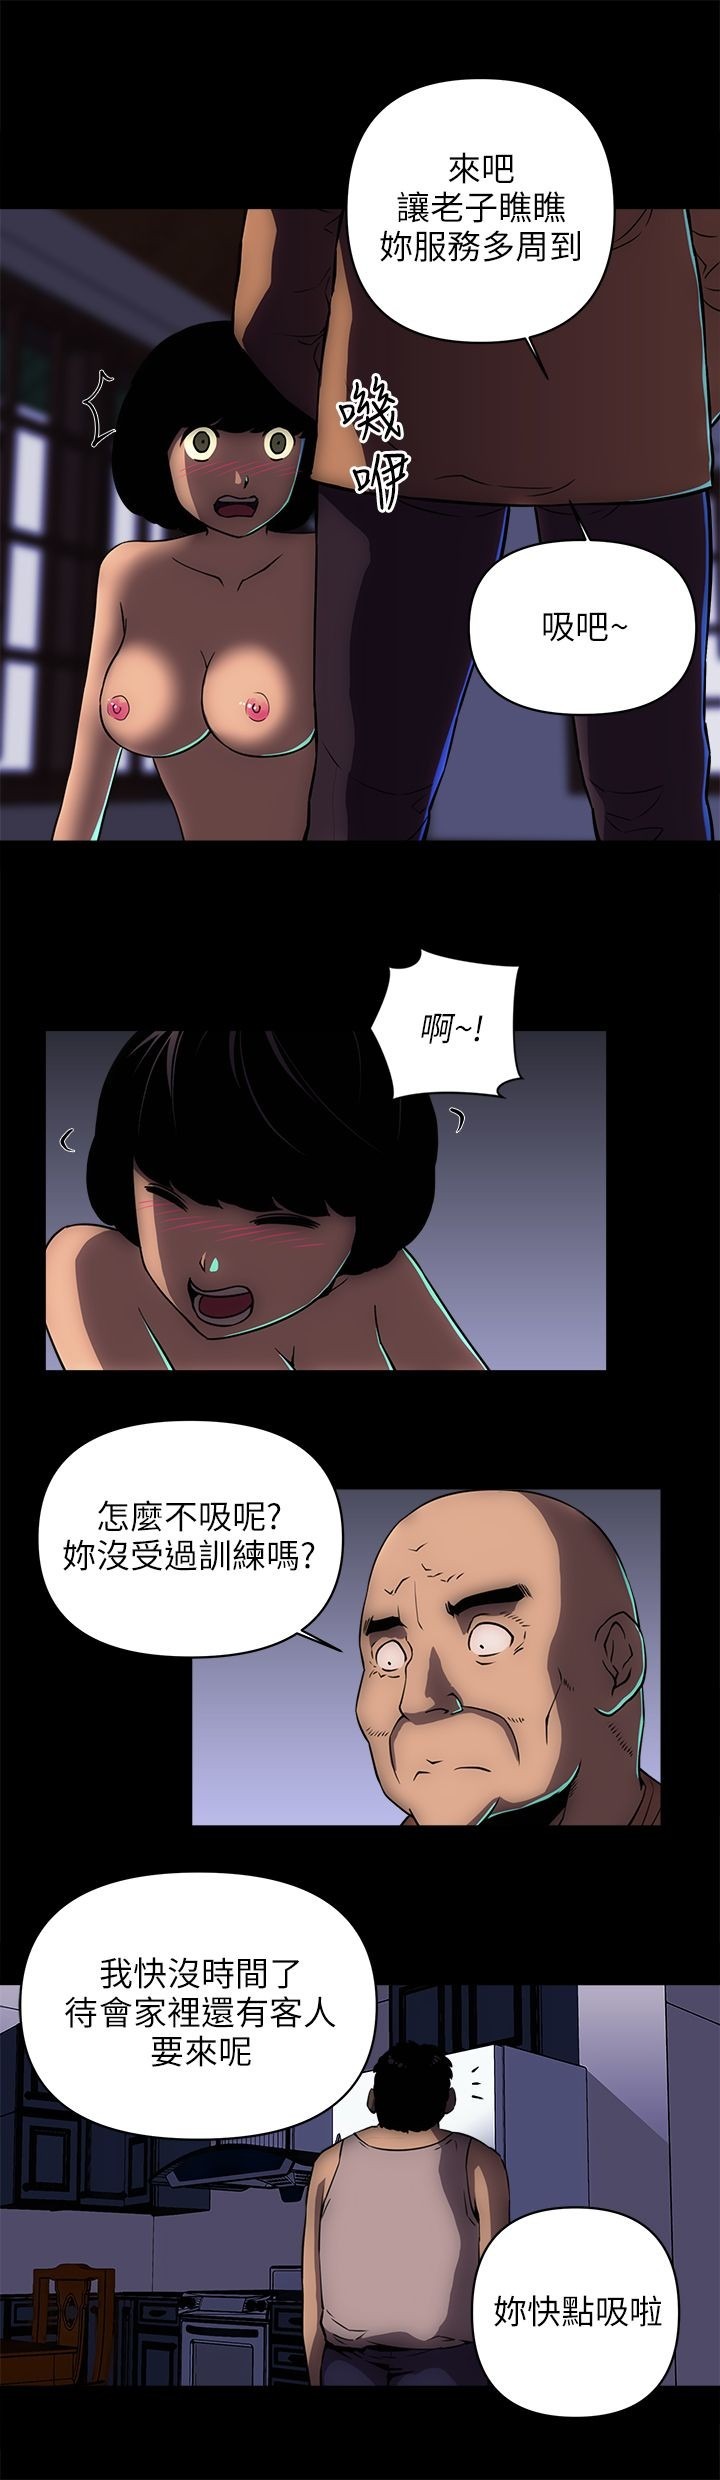 來吧
讓老子瞧瞧
妳服務多周到
嘰
咿
吸吧~
啊~!
怎麼不吸呢?
妳沒受過訓練嗎?
我快沒時間了
待會家裡還有客人
要來呢
妳快點吸啦